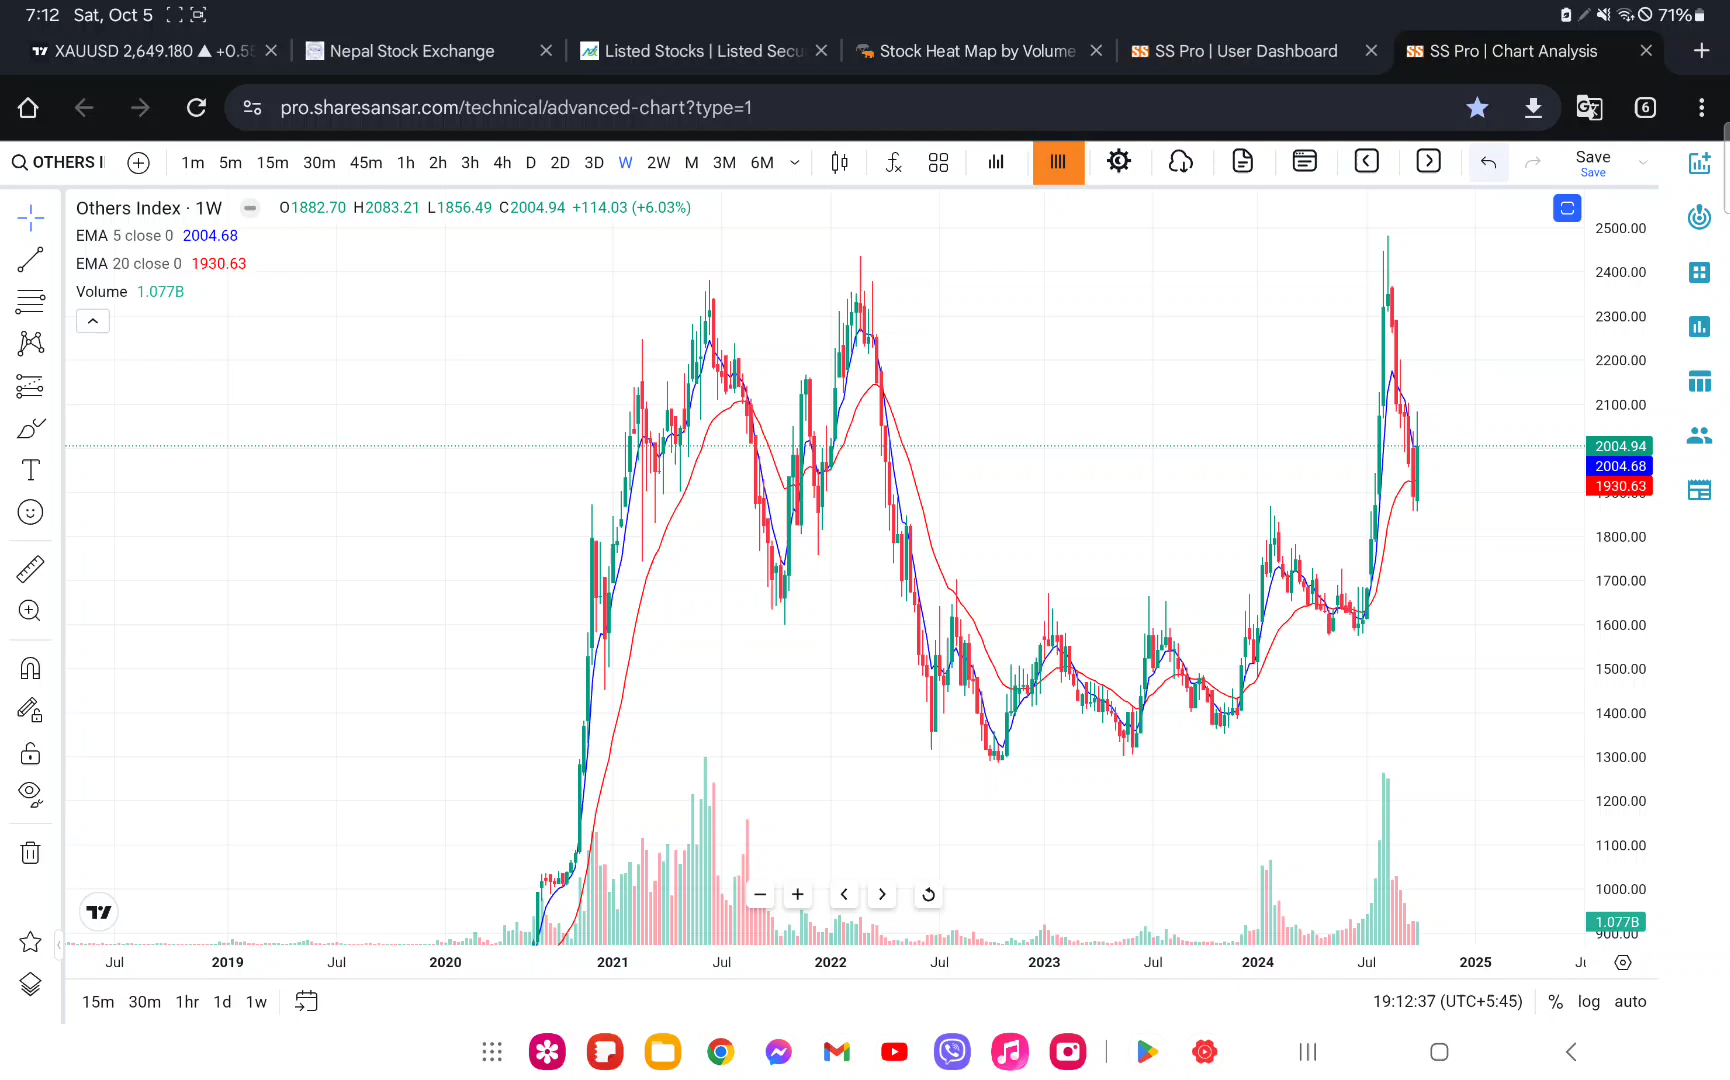 7:12 Sat, Oct 5 71%
XAUUSD 2,649.180 ▲ +0.5 Nepal Stock Exchange Listed Stocks | Listed Secu Stock Heat Map by Volume SS Pro | User Dashboard SS Pro | Chart Analysis
pro.sharesansar.com/technical/advanced-chart?type=1 6
OTHERS I 1m 5m 15m 30m 45m 1h 2h 3h 4h D 2D 3D W 2W M 3M 6M Save
Save
Others Index · 1W O1882.70 H2083.21 L1856.49 C2004.94 +114.03 (+6.03%)
EMA 5 close 0 2004.68
EMA 20 close 0 1930.63
Volume 1.077B
2500.00
2400.00
2300.00
2200.00
2100.00
2004.94
2004.68
1930.63
1800.00
1700.00
1600.00
1500.00
1400.00
1300.00
1200.00
1100.00
1000.00
1.077B
900.00
Jul 2019 Jul 2020 2021 Jul 2022 Jul 2023 Jul 2024 Jul 2025
15m 30m 1hr 1d 1w 19:12:37 (UTC+5:45) % log auto